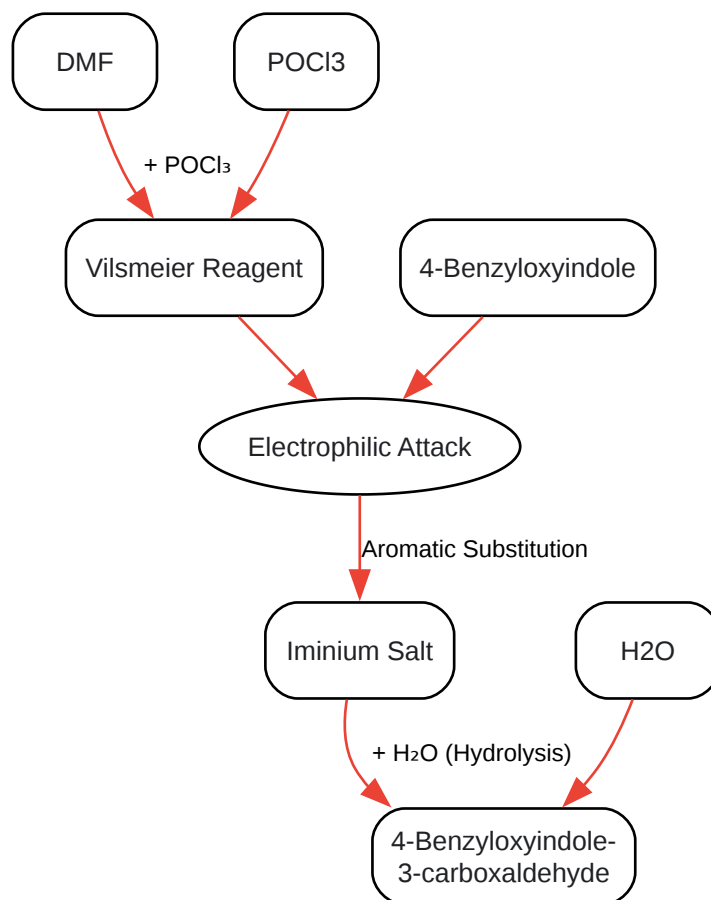 DMF
POCl3
+ POCl₃
Vilsmeier Reagent
4-Benzyloxyindole
Electrophilic Attack
Aromatic Substitution
Iminium Salt
H2O
+ H₂O (Hydrolysis)
4-Benzyloxyindole-
3-carboxaldehyde